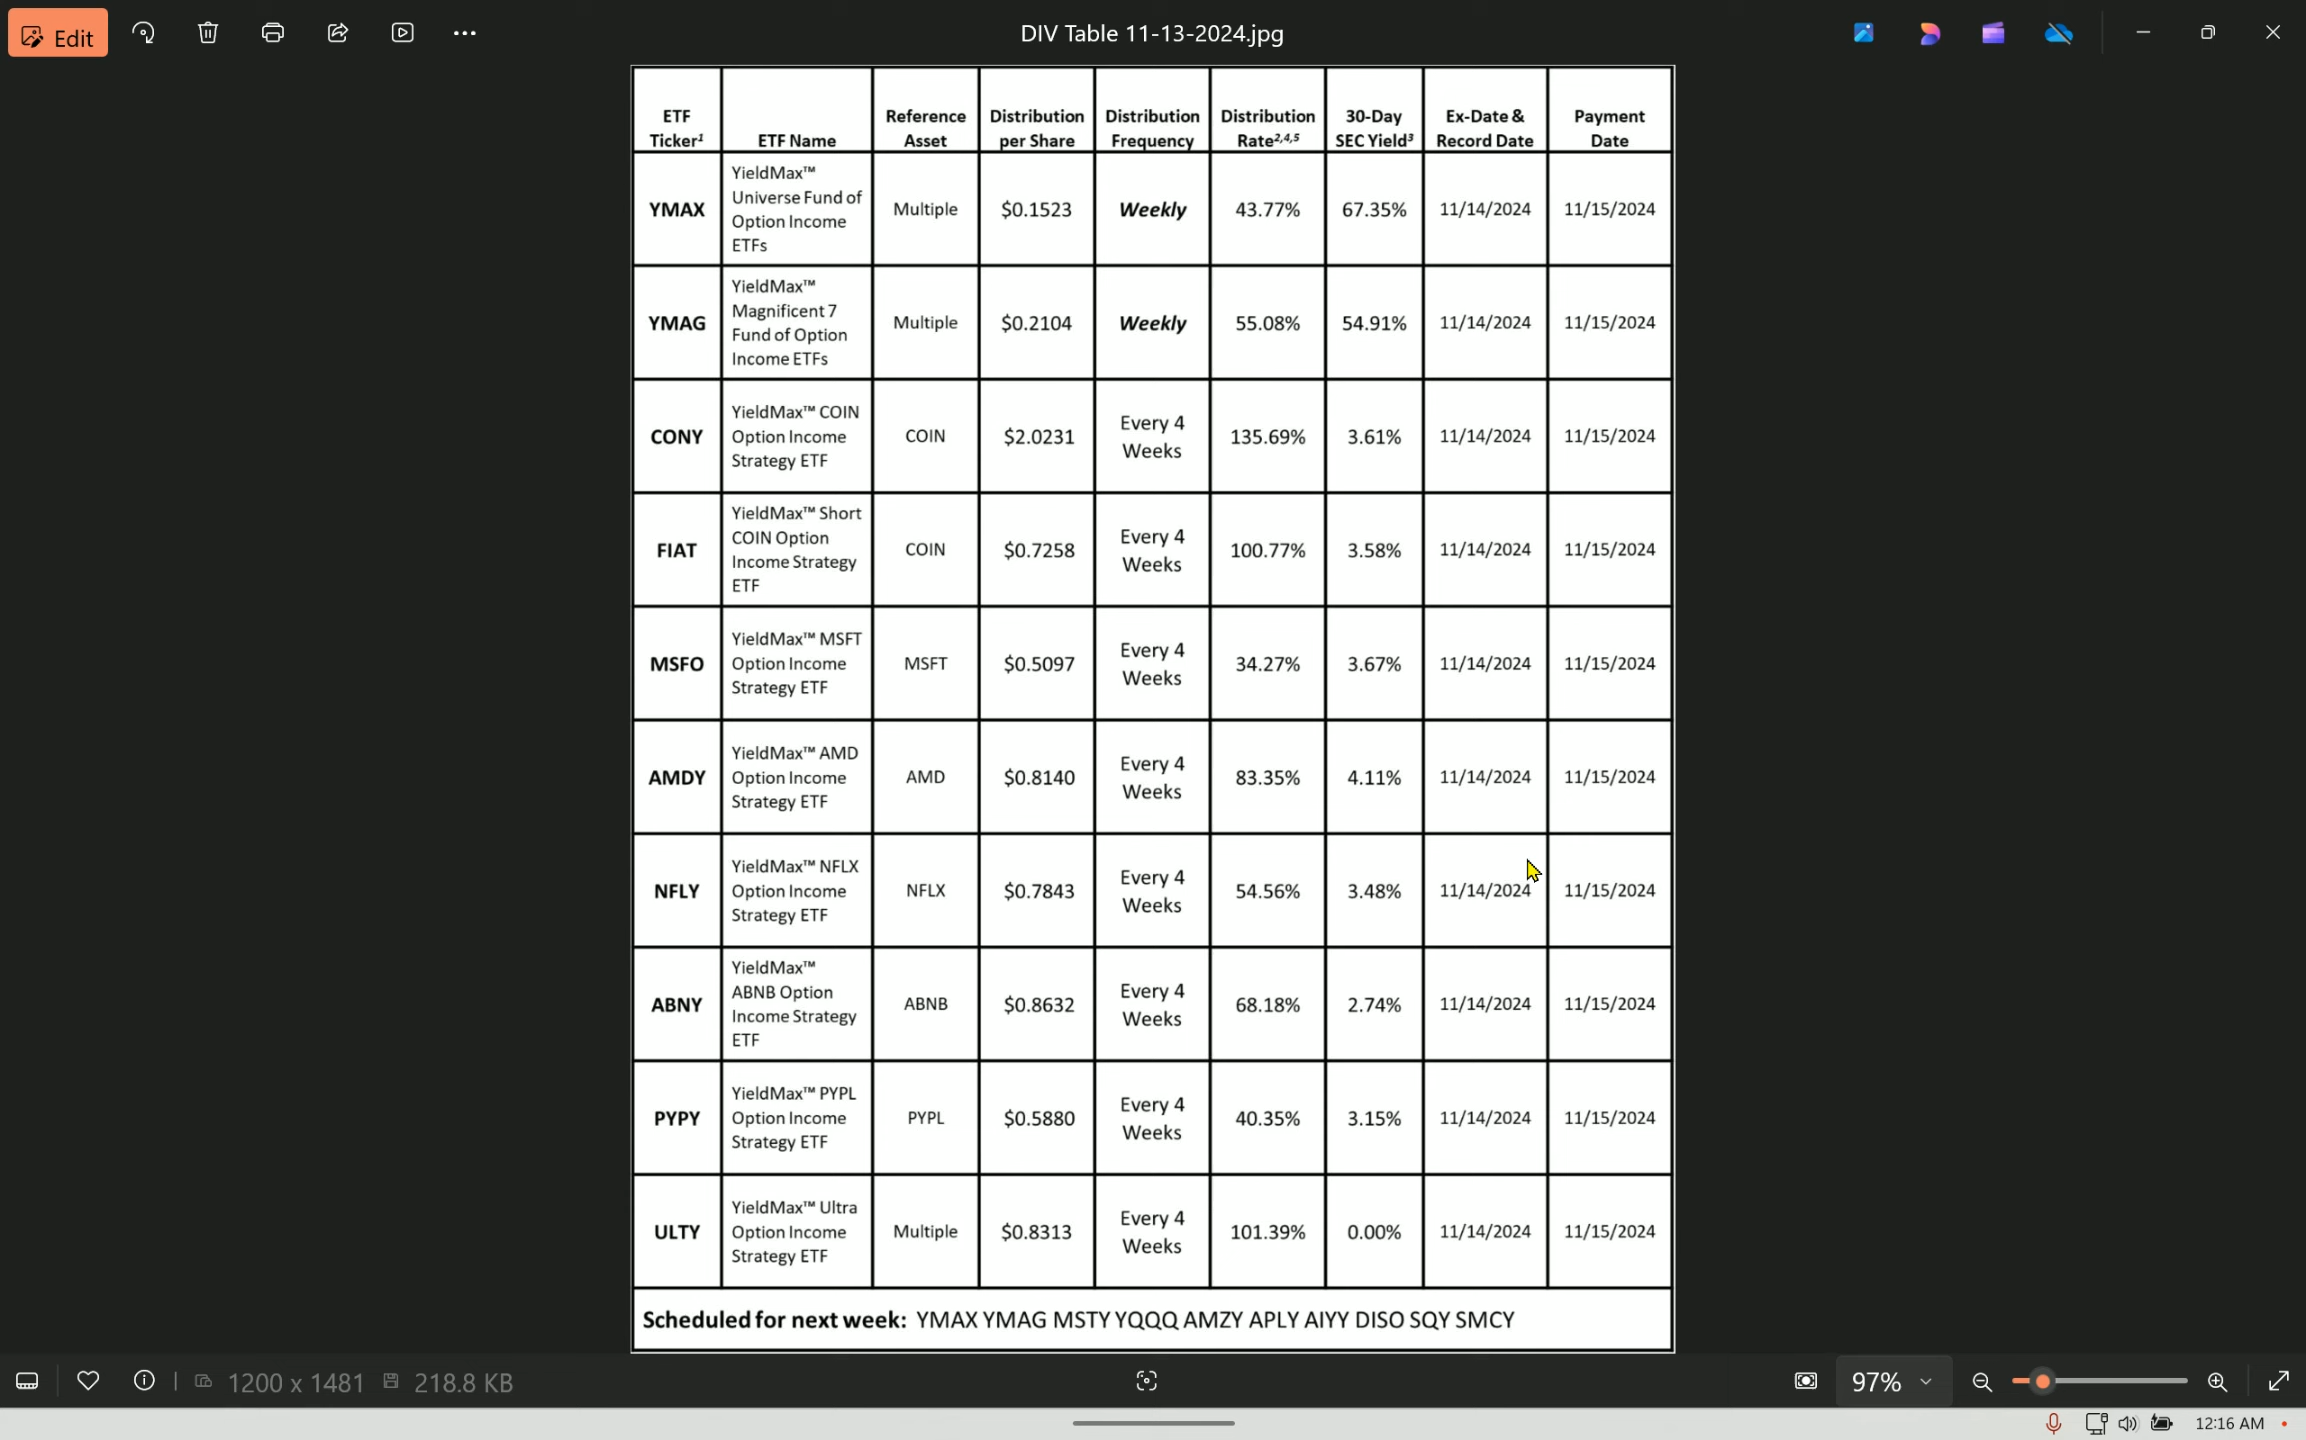 Edit
DIV Table 11-13-2024.jpg
ETF Ticker¹ | ETF Name | Reference Asset | Distribution per Share | Distribution Frequency | Distribution Rate²,⁴,⁵ | 30-Day SEC Yield³ | Ex-Date & Record Date | Payment Date
YMAX | YieldMax™ Universe Fund of Option Income ETFs | Multiple | $0.1523 | Weekly | 43.77% | 67.35% | 11/14/2024 | 11/15/2024
YMAG | YieldMax™ Magnificent 7 Fund of Option Income ETFs | Multiple | $0.2104 | Weekly | 55.08% | 54.91% | 11/14/2024 | 11/15/2024
CONY | YieldMax™ COIN Option Income Strategy ETF | COIN | $2.0231 | Every 4 Weeks | 135.69% | 3.61% | 11/14/2024 | 11/15/2024
FIAT | YieldMax™ Short COIN Option Income Strategy ETF | COIN | $0.7258 | Every 4 Weeks | 100.77% | 3.58% | 11/14/2024 | 11/15/2024
MSFO | YieldMax™ MSFT Option Income Strategy ETF | MSFT | $0.5097 | Every 4 Weeks | 34.27% | 3.67% | 11/14/2024 | 11/15/2024
AMDY | YieldMax™ AMD Option Income Strategy ETF | AMD | $0.8140 | Every 4 Weeks | 83.35% | 4.11% | 11/14/2024 | 11/15/2024
NFLY | YieldMax™ NFLX Option Income Strategy ETF | NFLX | $0.7843 | Every 4 Weeks | 54.56% | 3.48% | 11/14/2024 | 11/15/2024
ABNY | YieldMax™ ABNB Option Income Strategy ETF | ABNB | $0.8632 | Every 4 Weeks | 68.18% | 2.74% | 11/14/2024 | 11/15/2024
PYPY | YieldMax™ PYPL Option Income Strategy ETF | PYPL | $0.5880 | Every 4 Weeks | 40.35% | 3.15% | 11/14/2024 | 11/15/2024
ULTY | YieldMax™ Ultra Option Income Strategy ETF | Multiple | $0.8313 | Every 4 Weeks | 101.39% | 0.00% | 11/14/2024 | 11/15/2024
Scheduled for next week: YMAX YMAG MSTY YQQQ AMZY APLY AIYY DISO SQY SMCY
1200 x 1481 218.8 KB 97%
12:16 AM